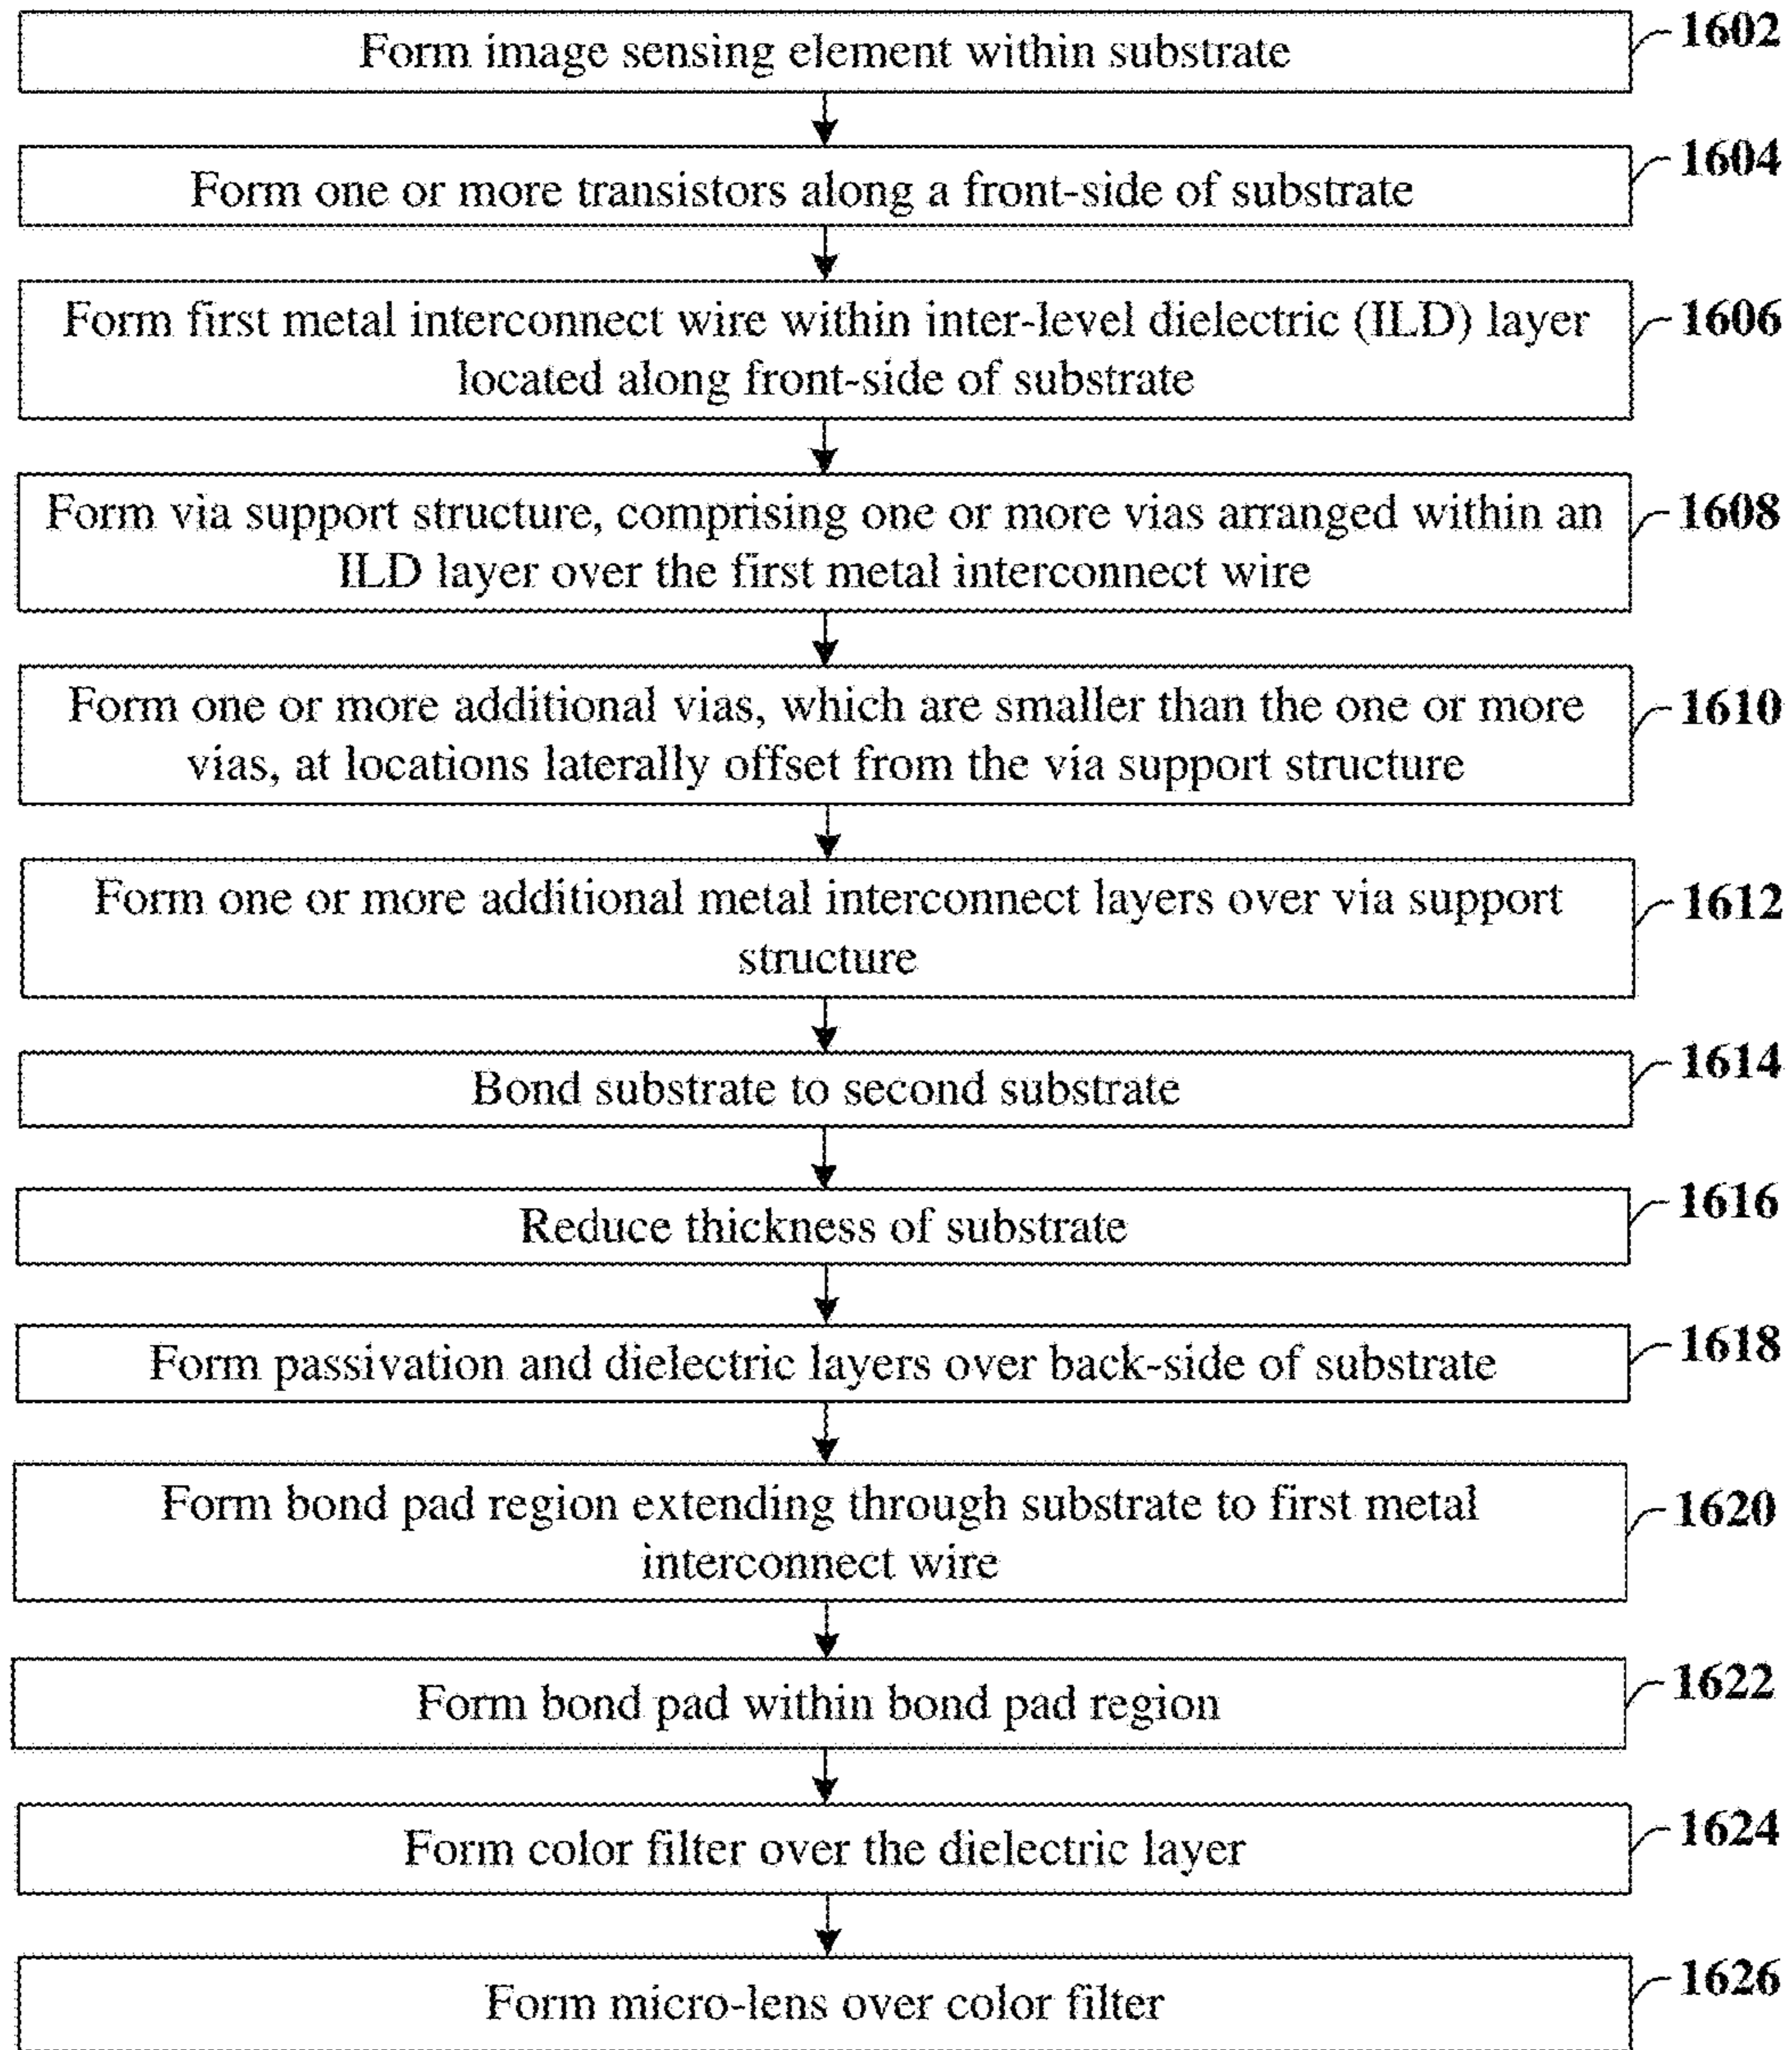 Form image sensing element within substrate
1602
Form one or more transistors along a front-side of substrate
1604
Form first metal interconnect wire within inter-level dielectric (ILD) layer
located along front-side of substrate
1606
Form via support structure, comprising one or more vias arranged within an
ILD layer over the first metal interconnect wire
1608
Form one or more additional vias, which are smaller than the one or more
vias, at locations laterally offset from the via support structure
1610
Form one or more additional metal interconnect layers over via support
structure
1612
Bond substrate to second substrate
1614
Reduce thickness of substrate
1616
Form passivation and dielectric layers over back-side of substrate
1618
Form bond pad region extending through substrate to first metal
interconnect wire
1620
Form bond pad within bond pad region
1622
Form color filter over the dielectric layer
1624
Form micro-lens over color filter
1626